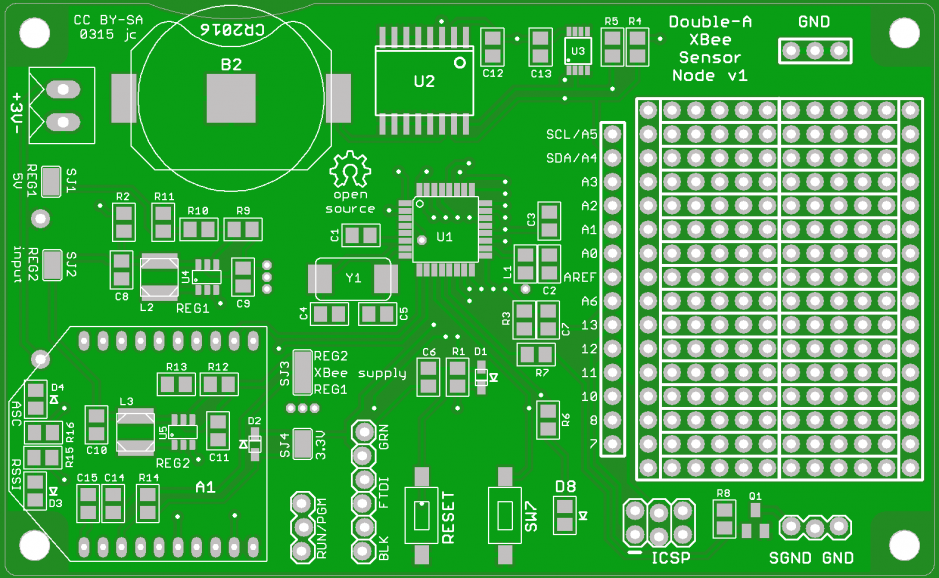 CC BY-SA
0315 jc
CR2016
B2
+3V-
U2
C12
C13
U3
R5
R4
Double-A
XBee
Sensor
Node v1
GND
SCL/A5
SDA/A4
A3
A2
A1
A0
AREF
A6
13
12
11
10
8
7
REG1
5V
SJ1
REG2
input
SJ2
open
source
R2
R11
R10
R9
C8
L2
U4
REG1
C9
C1
Y1
C4
C5
U1
C3
L1
C2
R3
C7
R7
C6
R1
D1
R6
SJ3
REG2
XBee supply
REG1
SJ4
3.3V
R13
R12
D4
ASC
R16
R15
RSSI
D3
L3
C10
U5
REG2
C11
D2
C15
C14
R14
A1
RUN/PGM
GRN
FTDI
BLK
RESET
SW7
D8
ICSP
R8
Q1
SGND GND